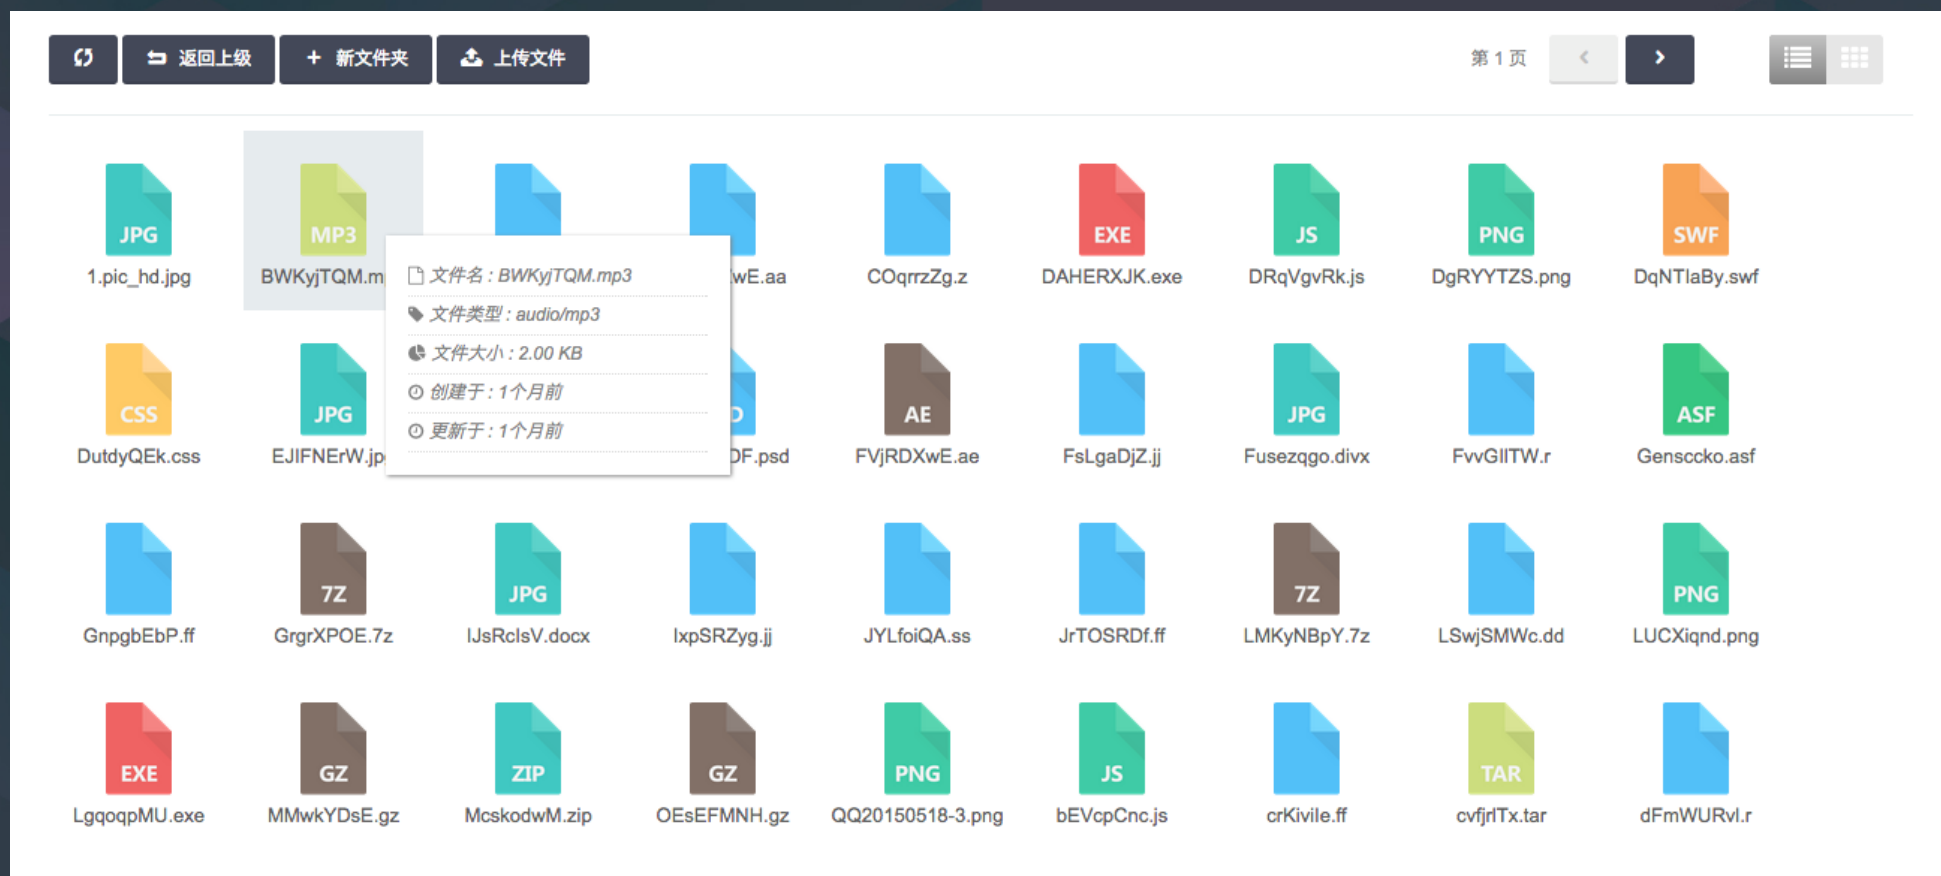 返回上级
新文件夹
上传文件
第 1 页
JPG
MP3
EXE
JS
PNG
SWF
1.pic_hd.jpg
BWKyjTQM.m
wE.aa
COqrrzZg.z
DAHERXJK.exe
DRqVgvRk.js
DgRYYTZS.png
DqNTlaBy.swf
文件名 : BWKyjTQM.mp3
文件类型 : audio/mp3
文件大小 : 2.00 KB
创建于 : 1个月前
更新于 : 1个月前
CSS
JPG
D
AE
JPG
ASF
DutdyQEk.css
EJIFNErW.jp
DF.psd
FVjRDXwE.ae
FsLgaDjZ.jj
Fusezqgo.divx
FvvGIITW.r
Gensccko.asf
7Z
JPG
7Z
PNG
GnpgbEbP.ff
GrgrXPOE.7z
IJsRcIsV.docx
IxpSRZyg.jj
JYLfoiQA.ss
JrTOSRDf.ff
LMKyNBpY.7z
LSwjSMWc.dd
LUCXiqnd.png
EXE
GZ
ZIP
GZ
PNG
JS
TAR
LgqoqpMU.exe
MMwkYDsE.gz
McskodwM.zip
OEsEFMNH.gz
QQ20150518-3.png
bEVcpCnc.js
crKivile.ff
cvfjrlTx.tar
dFmWURvl.r